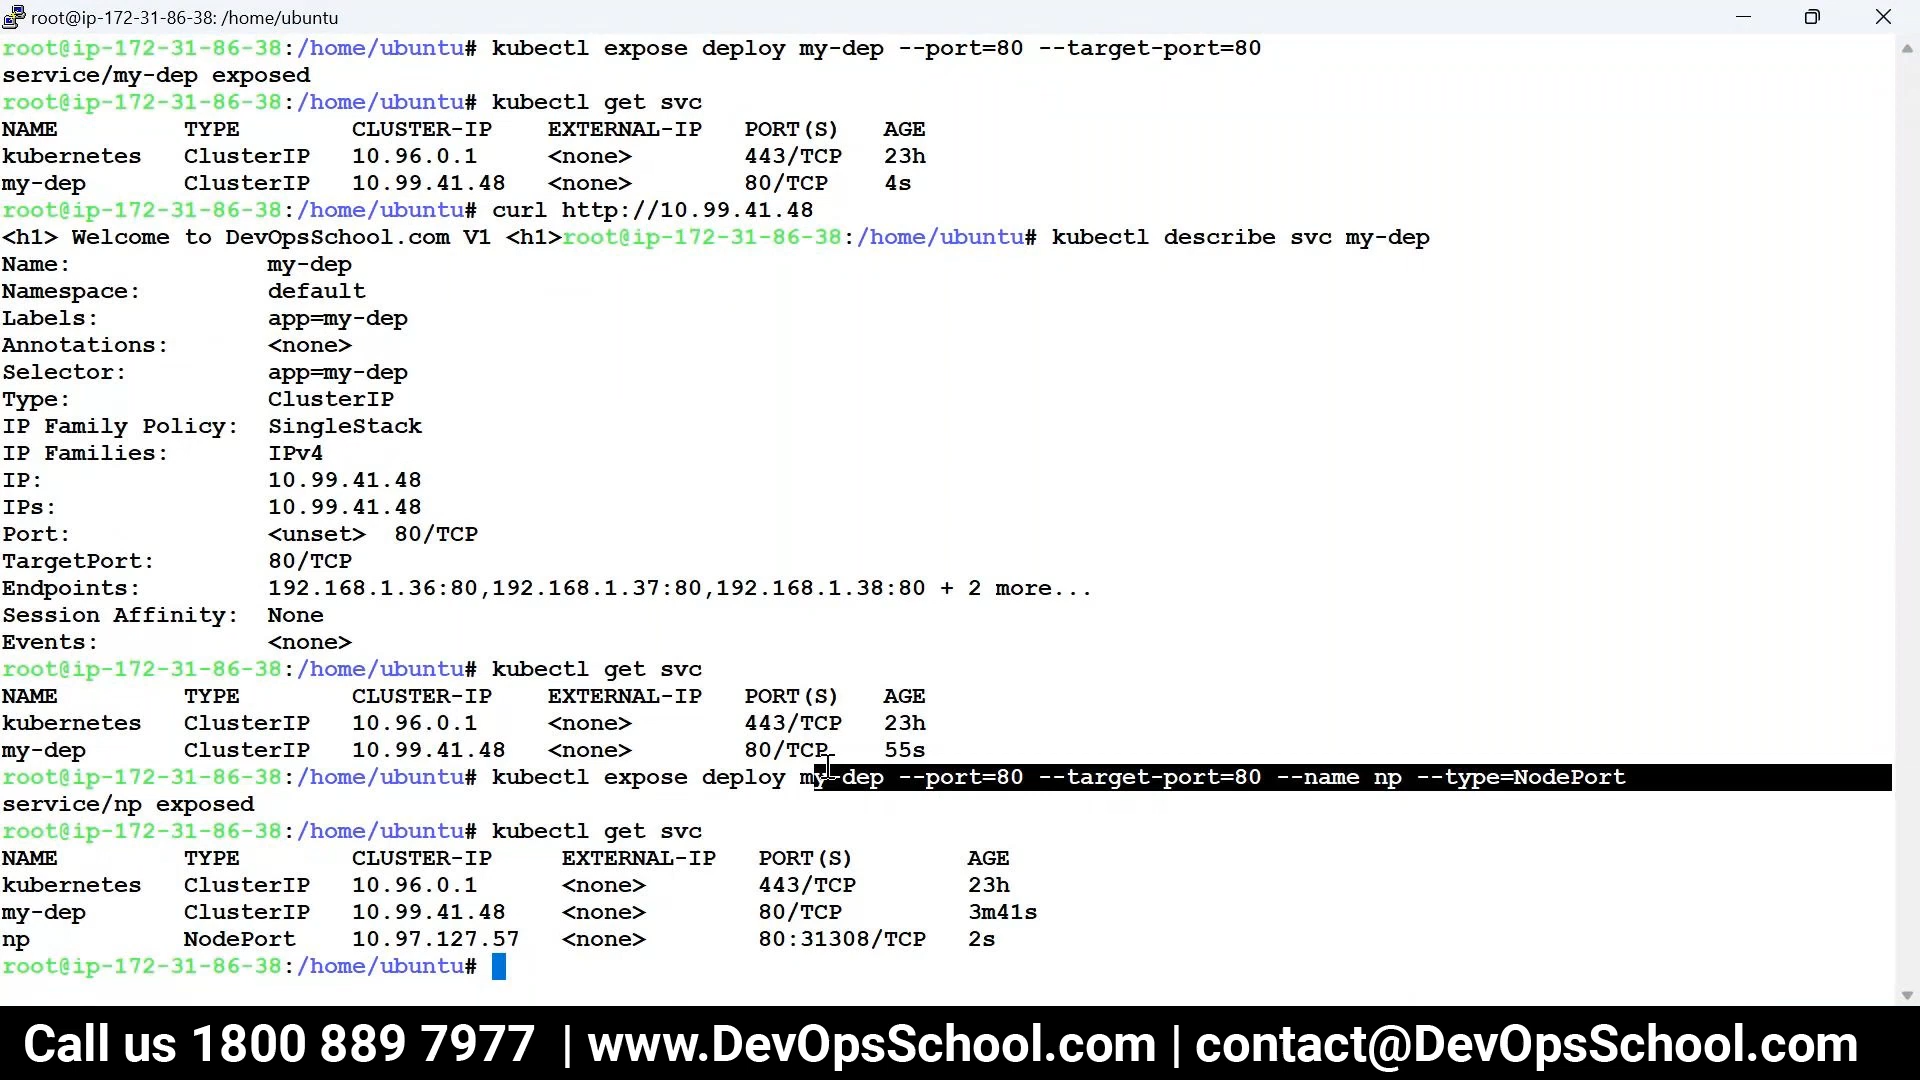 root@ip-172-31-86-38: /home/ubuntu
root@ip-172-31-86-38:/home/ubuntu# kubectl expose deploy my-dep --port=80 --target-port=80
service/my-dep exposed
root@ip-172-31-86-38:/home/ubuntu# kubectl get svc
NAME         TYPE        CLUSTER-IP    EXTERNAL-IP   PORT(S)   AGE
kubernetes   ClusterIP   10.96.0.1     <none>        443/TCP   23h
my-dep       ClusterIP   10.99.41.48   <none>        80/TCP    4s
root@ip-172-31-86-38:/home/ubuntu# curl http://10.99.41.48
<h1> Welcome to DevOpsSchool.com V1 <h1>root@ip-172-31-86-38:/home/ubuntu# kubectl describe svc my-dep
Name:              my-dep
Namespace:         default
Labels:            app=my-dep
Annotations:       <none>
Selector:          app=my-dep
Type:              ClusterIP
IP Family Policy:  SingleStack
IP Families:       IPv4
IP:                10.99.41.48
IPs:               10.99.41.48
Port:              <unset>  80/TCP
TargetPort:        80/TCP
Endpoints:         192.168.1.36:80,192.168.1.37:80,192.168.1.38:80 + 2 more...
Session Affinity:  None
Events:            <none>
root@ip-172-31-86-38:/home/ubuntu# kubectl get svc
NAME         TYPE        CLUSTER-IP    EXTERNAL-IP   PORT(S)   AGE
kubernetes   ClusterIP   10.96.0.1     <none>        443/TCP   23h
my-dep       ClusterIP   10.99.41.48   <none>        80/TCP    55s
root@ip-172-31-86-38:/home/ubuntu# kubectl expose deploy my-dep --port=80 --target-port=80 --name np --type=NodePort
service/np exposed
root@ip-172-31-86-38:/home/ubuntu# kubectl get svc
NAME         TYPE        CLUSTER-IP     EXTERNAL-IP   PORT(S)        AGE
kubernetes   ClusterIP   10.96.0.1      <none>        443/TCP        23h
my-dep       ClusterIP   10.99.41.48    <none>        80/TCP         3m41s
np           NodePort    10.97.127.57   <none>        80:31308/TCP   2s
root@ip-172-31-86-38:/home/ubuntu#
Call us 1800 889 7977 | www.DevOpsSchool.com | contact@DevOpsSchool.com